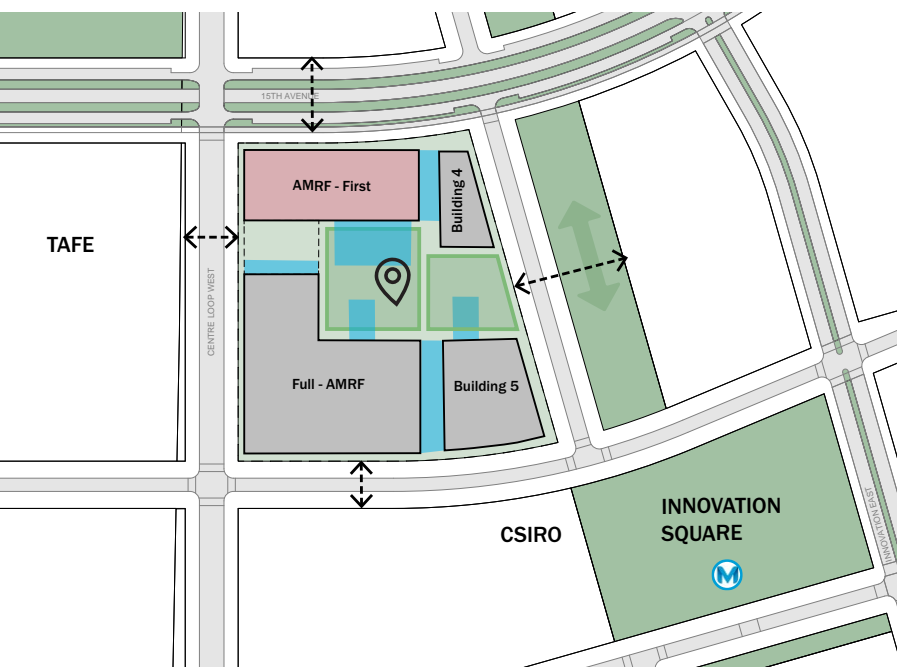 15TH AVENUE
AMRF - First
Building 4
TAFE
CENTRE LOOP WEST
Full - AMRF
Building 5
INNOVATION
SQUARE
CSIRO
INNOVATION EAST
M